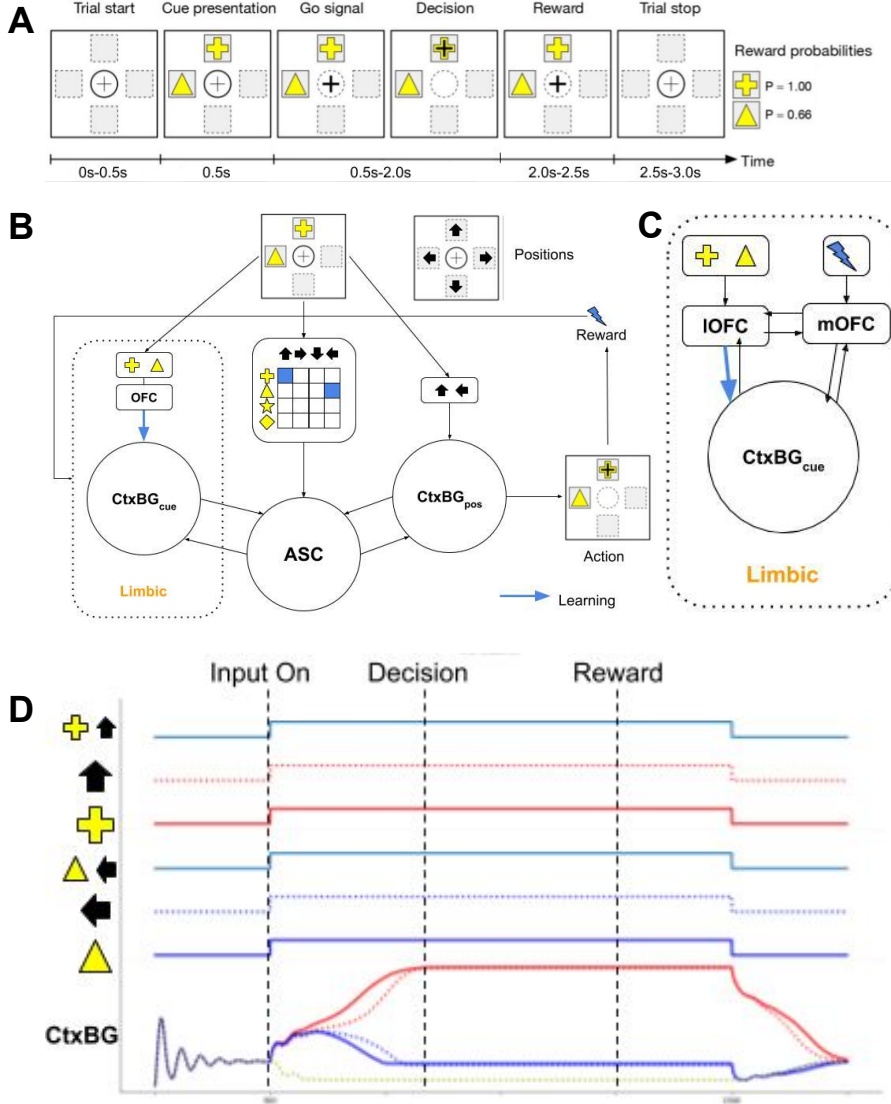 A
Trial start Cue presentation Go signal Decision Reward Trial stop
Reward probabilities
P = 1.00
P = 0.66
Time
0s-0.5s 0.5s 0.5s-2.0s 2.0s-2.5s 2.5s-3.0s
B
Positions
Reward
OFC
CtxBGcue
CtxBGpos
ASC
Limbic
Action
Learning
C
lOFC mOFC
CtxBGcue
Limbic
Input On Decision Reward
D
CtxBG